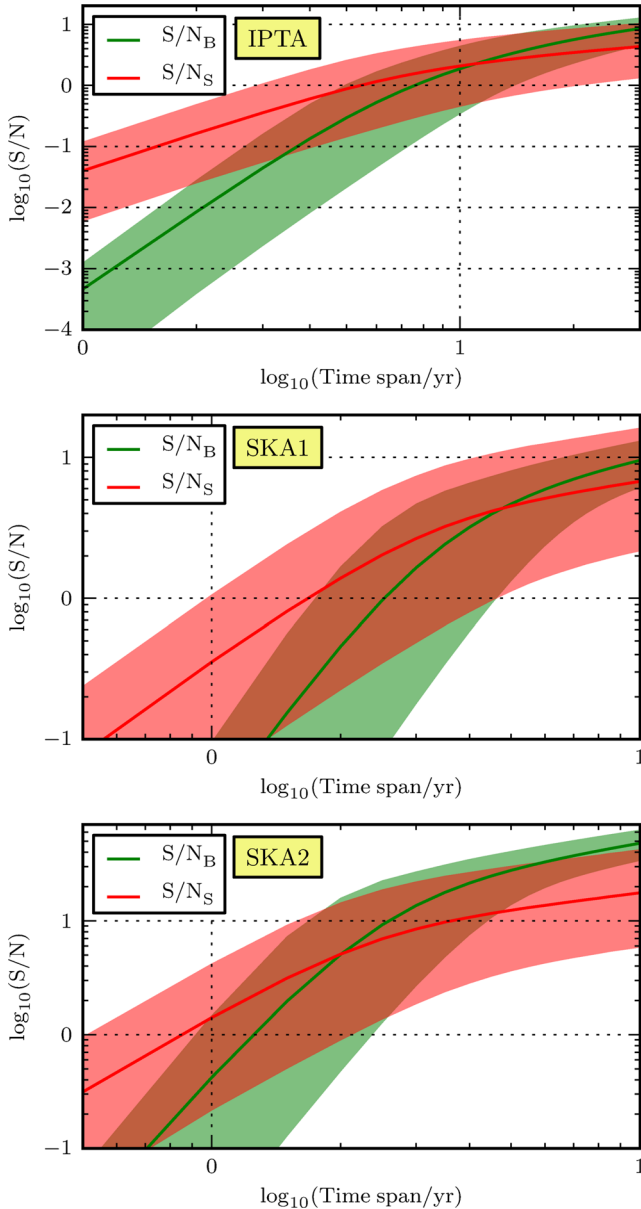 S/N_B
S/N_S
IPTA
1
0
−1
−2
−3
−4
log₁₀(S/N)
0 1
log₁₀(Time span/yr)
S/N_B
S/N_S
SKA1
1
0
−1
log₁₀(S/N)
0 1
log₁₀(Time span/yr)
S/N_B
S/N_S
SKA2
1
0
−1
log₁₀(S/N)
0 1
log₁₀(Time span/yr)